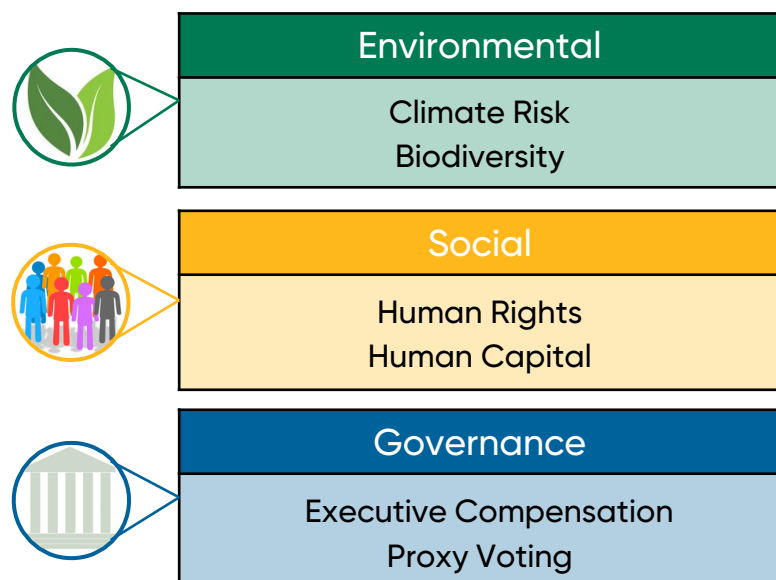 Environmental
Climate Risk
Biodiversity
Social
Human Rights
Human Capital
Governance
Executive Compensation
Proxy Voting